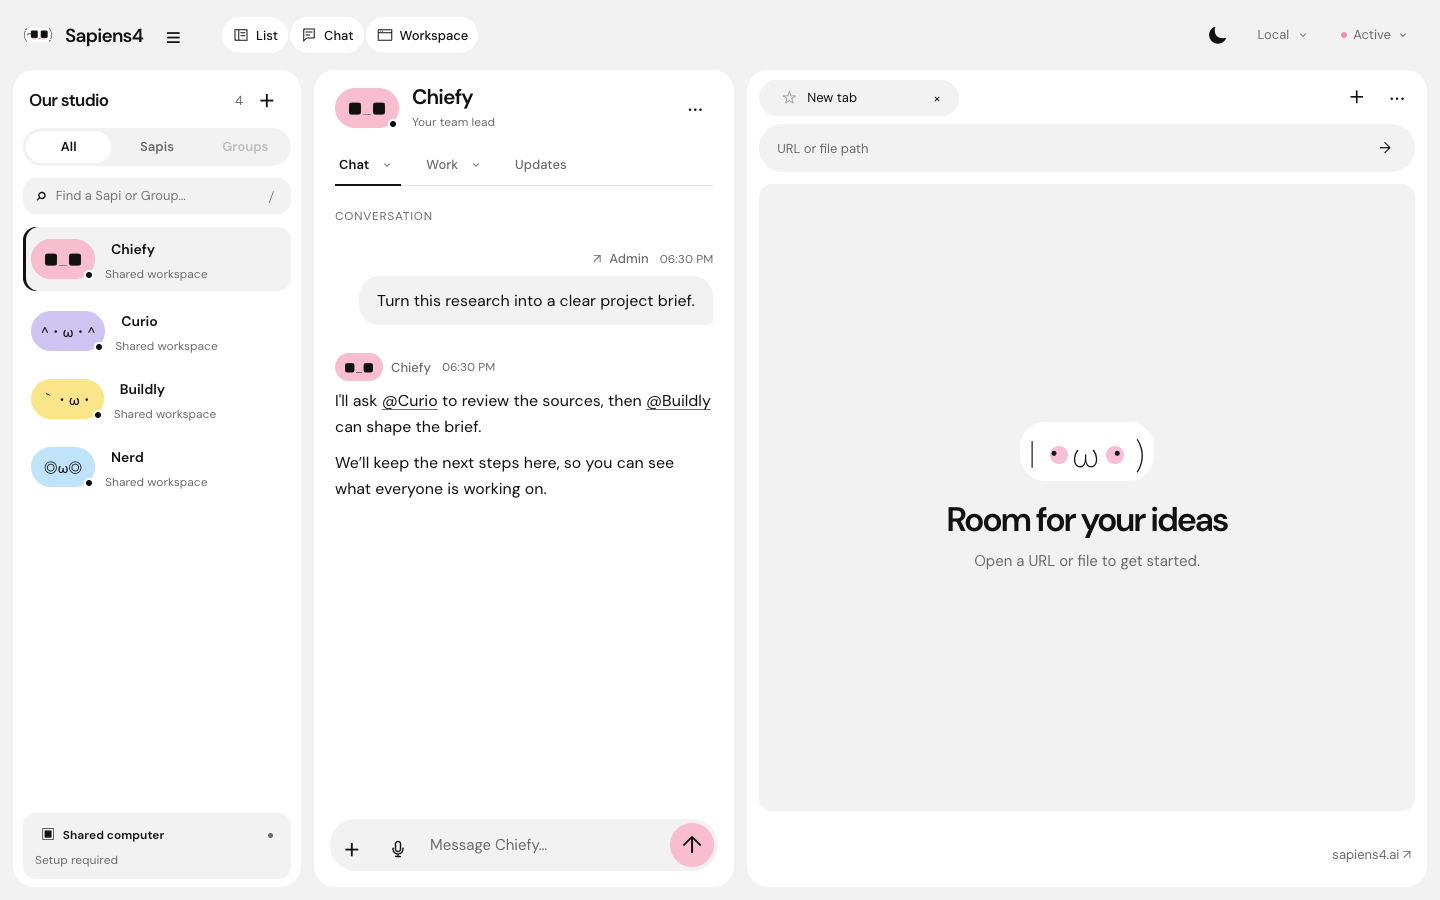 Sapiens4
List
Chat
Workspace
Local
Active
Our studio
4
All
Sapis
Groups
Find a Sapi or Group...
/
Chiefy
Shared workspace
^・ω・^
Curio
Shared workspace
`・ω・
Buildly
Shared workspace
◎ω◎
Nerd
Shared workspace
Shared computer
Setup required
Chiefy
Your team lead
Chat
Work
Updates
CONVERSATION
Admin 06:30 PM
Turn this research into a clear project brief.
Chiefy 06:30 PM
I'll ask @Curio to review the sources, then @Buildly
can shape the brief.
We’ll keep the next steps here, so you can see
what everyone is working on.
Message Chiefy...
New tab
URL or file path
Room for your ideas
Open a URL or file to get started.
sapiens4.ai